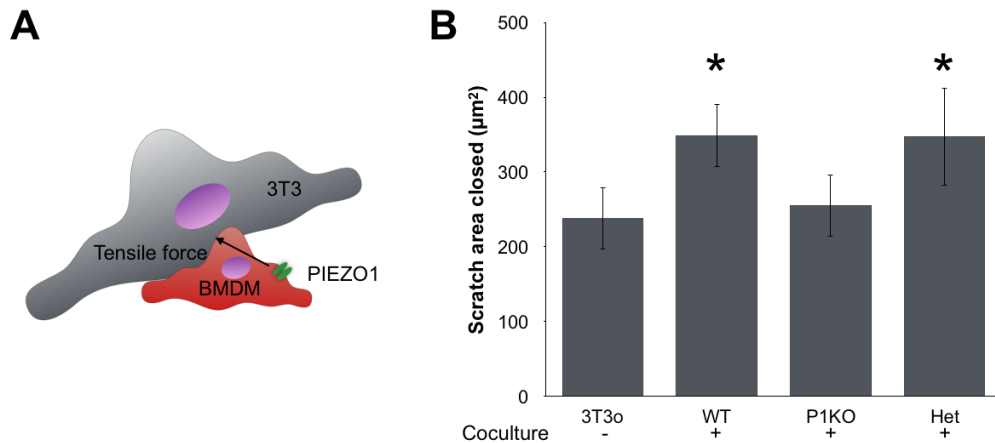 A
3T3
Tensile force
BMDM
PIEZO1
B
Scratch area closed (µm²)
500
400
300
200
100
0
*
*
3T3o WT P1KO Het
Coculture - + + +